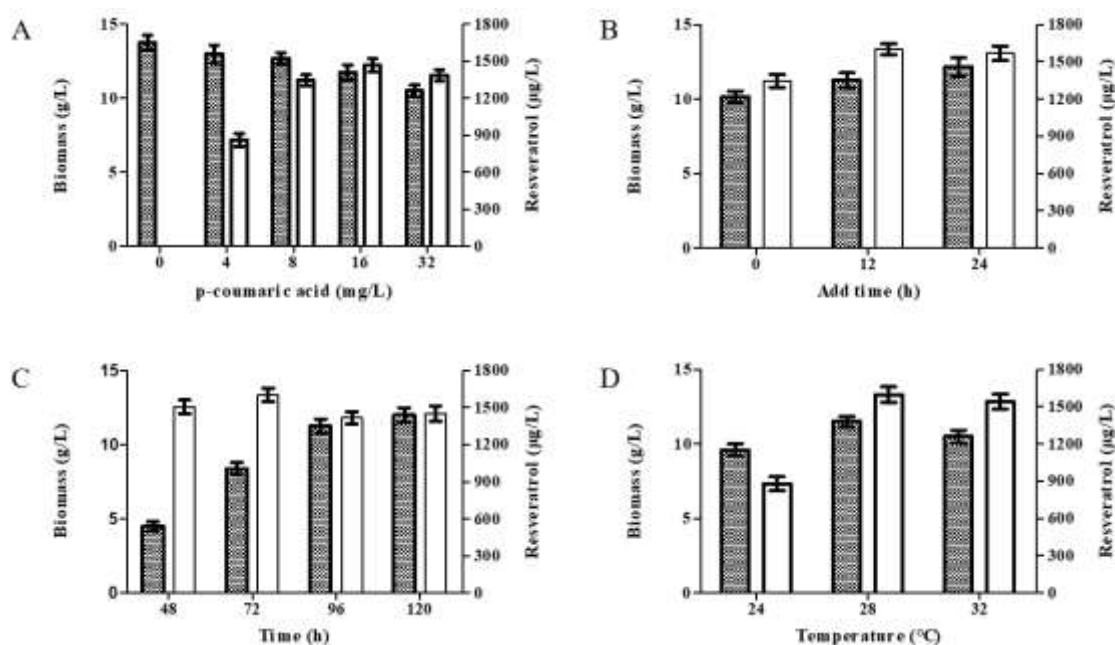 A
Biomass (g/L)
15
10
5
0
0 4 8 16 32
p-coumaric acid (mg/L)
1800
1500
1200
900
600
300
0
Resveratrol (µg/L)
B
Biomass (g/L)
15
10
5
0
0 12 24
Add time (h)
1800
1500
1200
900
600
300
0
Resveratrol (µg/L)
C
Biomass (g/L)
15
10
5
0
48 72 96 120
Time (h)
1800
1500
1200
900
600
300
0
Resveratrol (µg/L)
D
Biomass (g/L)
15
10
5
0
24 28 32
Temperature (°C)
1800
1500
1200
900
600
300
0
Resveratrol (µg/L)